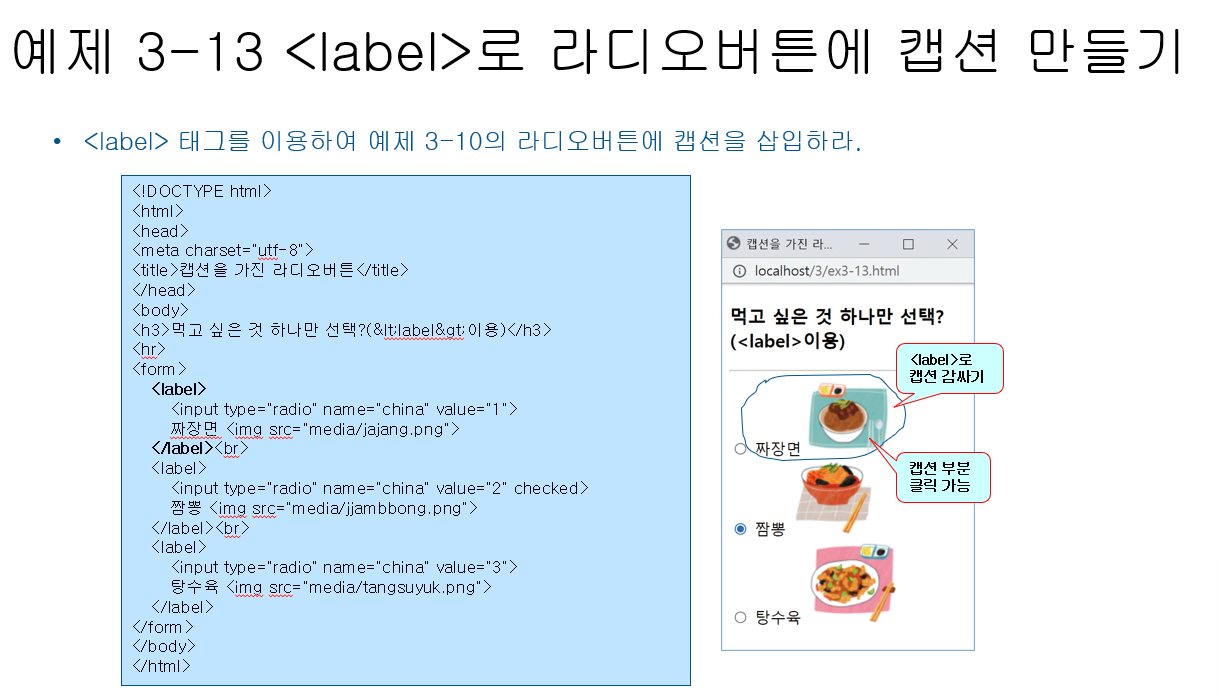 예제 3-13 <label>로 라디오버튼에 캡션 만들기
• <label> 태그를 이용하여 예제 3-10의 라디오버튼에 캡션을 삽입하라.
<!DOCTYPE html>
<html>
<head>
<meta charset="utf-8">
<title>캡션을 가진 라디오버튼</title>
</head>
<body>
<h3>먹고 싶은 것 하나만 선택?(&lt;label&gt;이용)</h3>
<hr>
<form>
<label>
<input type="radio" name="china" value="1">
짜장면 <img src="media/jajang.png">
</label><br>
<label>
<input type="radio" name="china" value="2" checked>
짬뽕 <img src="media/jjambbong.png">
</label><br>
<label>
<input type="radio" name="china" value="3">
탕수육 <img src="media/tangsuyuk.png">
</label>
</form>
</body>
</html>
캡션을 가진 라...
localhost/3/ex3-13.html
먹고 싶은 것 하나만 선택?
(<label>이용)
<label>로
캡션 감싸기
짜장면
캡션 부분
클릭 가능
짬뽕
탕수육